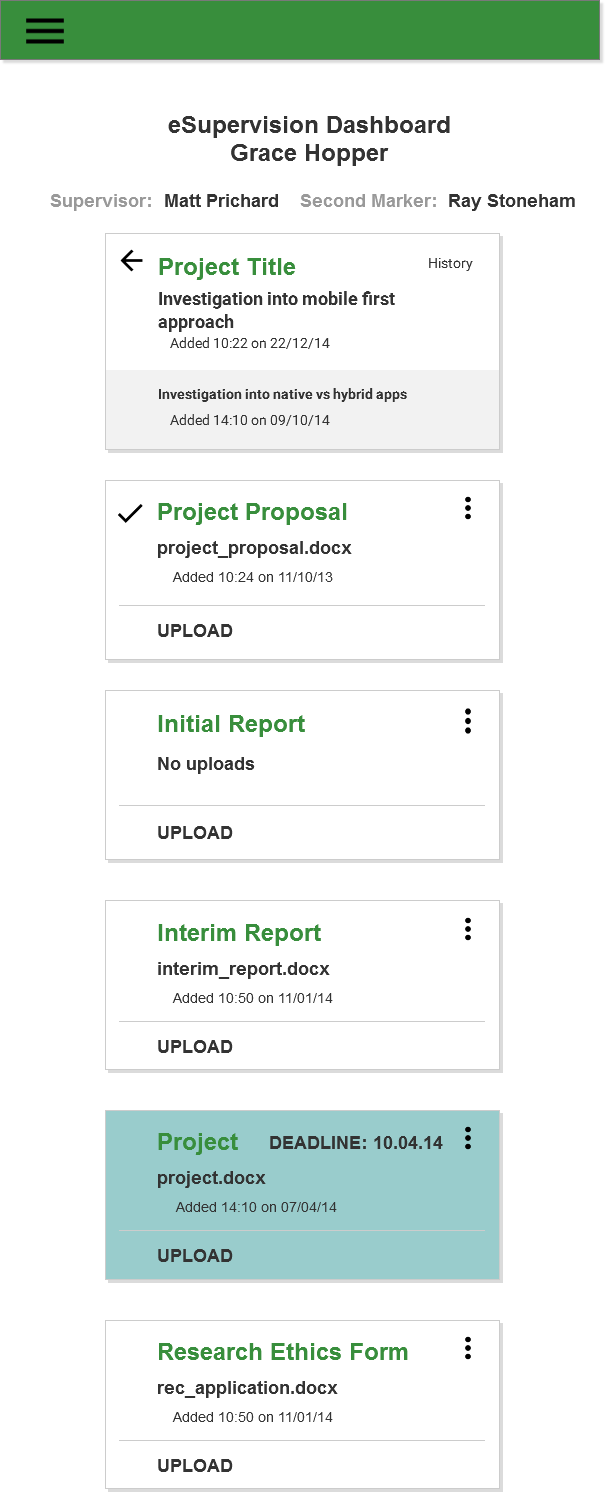 eSupervision Dashboard
Grace Hopper
Supervisor: Matt Prichard Second Marker: Ray Stoneham
Project Title History
Investigation into mobile first
approach
Added 10:22 on 22/12/14
Investigation into native vs hybrid apps
Added 14:10 on 09/10/14
Project Proposal
project_proposal.docx
Added 10:24 on 11/10/13
UPLOAD
Initial Report
No uploads
UPLOAD
Interim Report
interim_report.docx
Added 10:50 on 11/01/14
UPLOAD
Project DEADLINE: 10.04.14
project.docx
Added 14:10 on 07/04/14
UPLOAD
Research Ethics Form
rec_application.docx
Added 10:50 on 11/01/14
UPLOAD